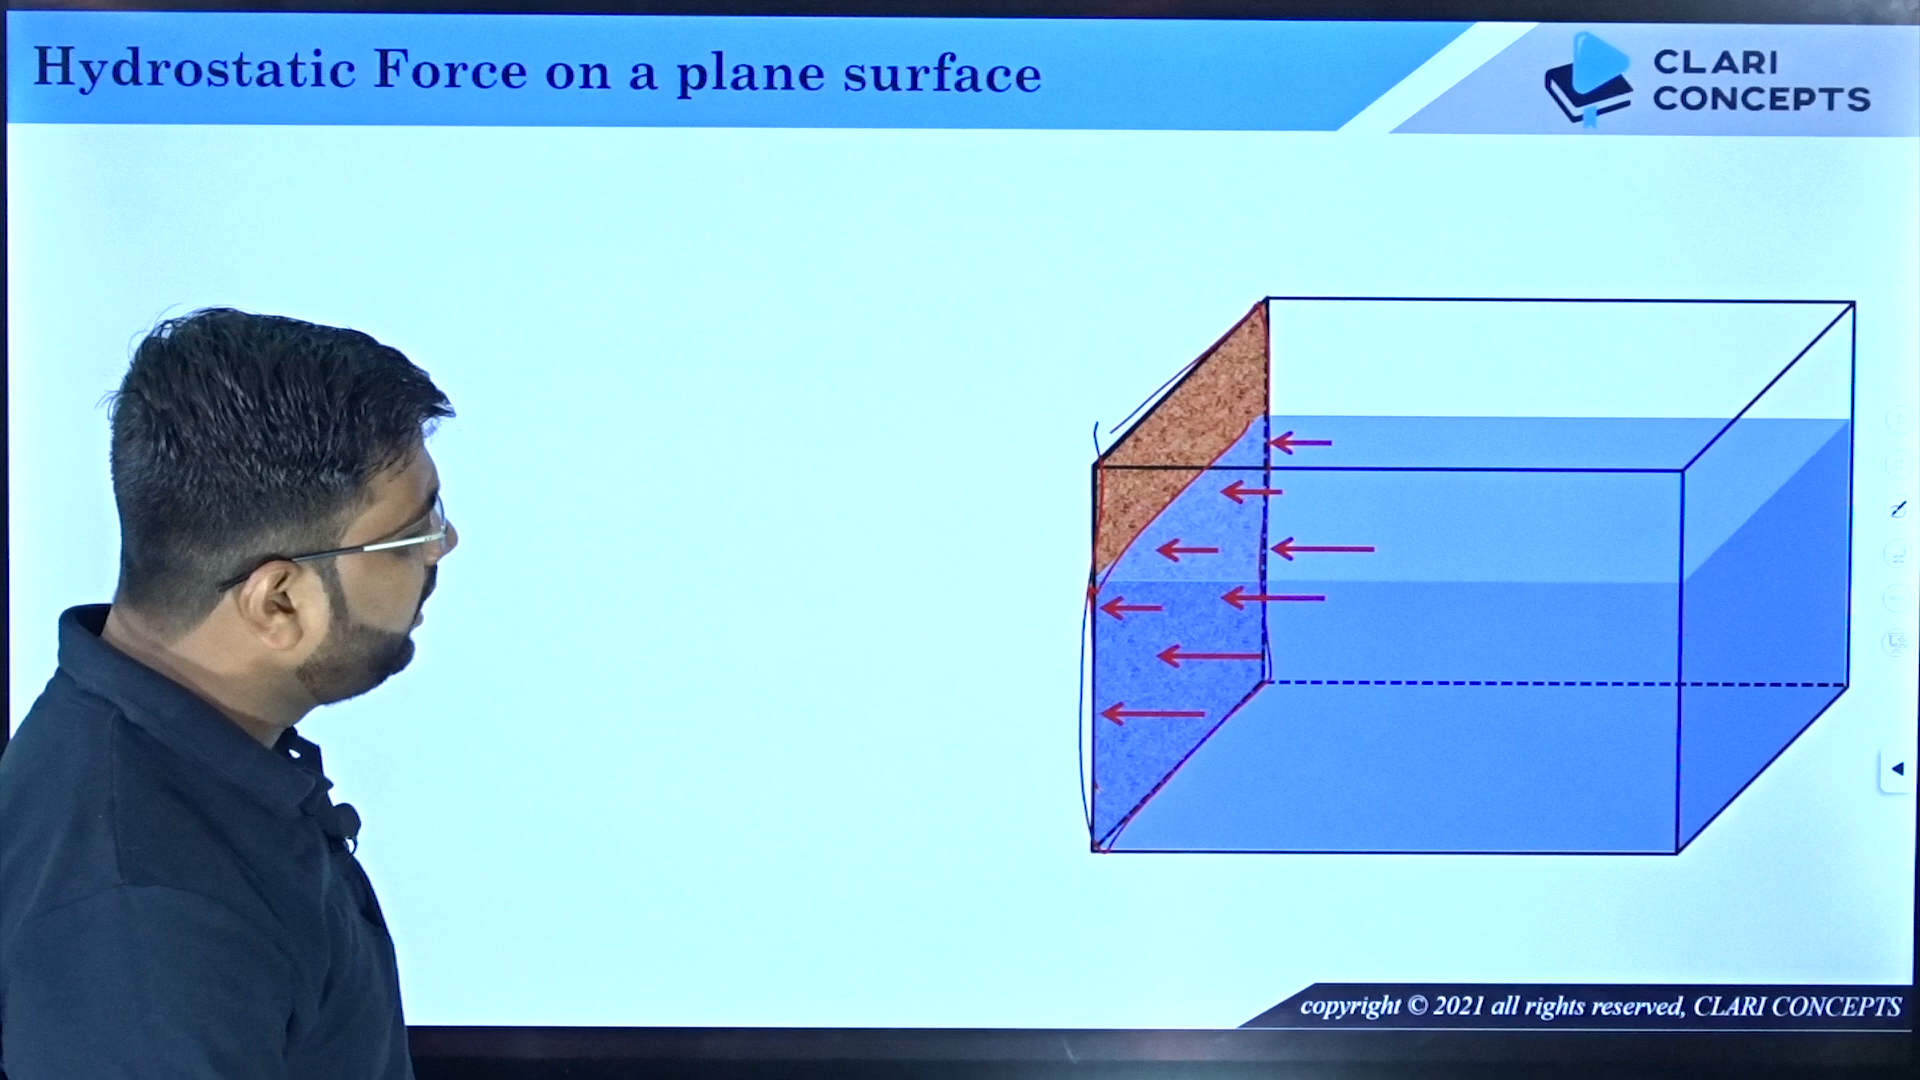 Hydrostatic Force on a plane surface
CLARI
CONCEPTS
copyright © 2021 all rights reserved, CLARI CONCEPTS